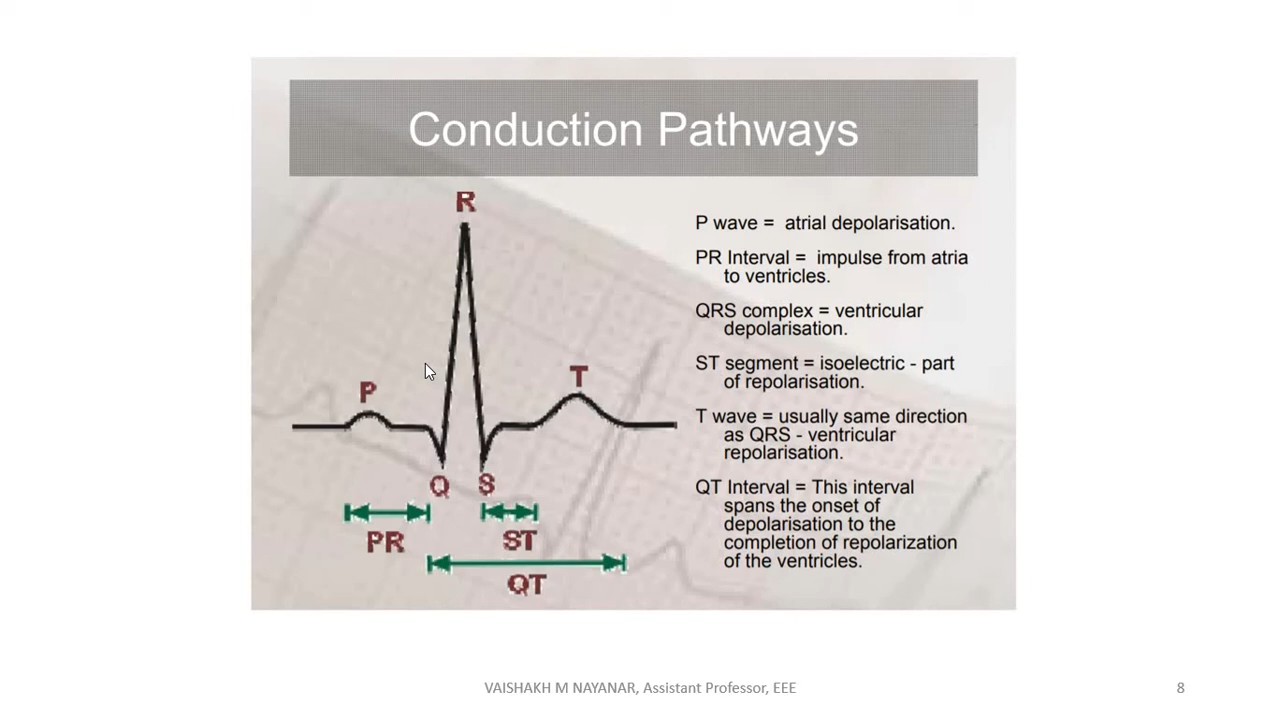 Conduction Pathways
R
P
T
Q S
PR
ST
QT
P wave = atrial depolarisation.
PR Interval = impulse from atria
to ventricles.
QRS complex = ventricular
depolarisation.
ST segment = isoelectric - part
of repolarisation.
T wave = usually same direction
as QRS - ventricular
repolarisation.
QT Interval = This interval
spans the onset of
depolarisation to the
completion of repolarization
of the ventricles.
VAISHAKH M NAYANAR, Assistant Professor, EEE
8